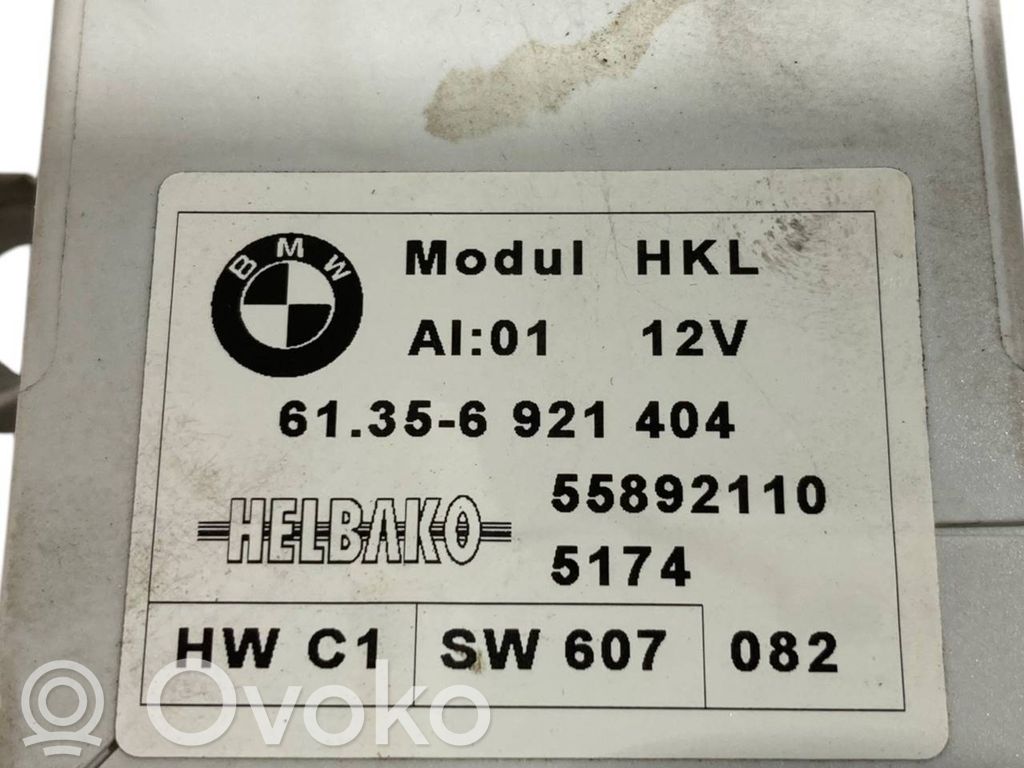 BMW
Modul HKL
AI:01 12V
61.35-6 921 404
HELBAKO
55892110
5174
HW C1 SW 607 082
Ovoko